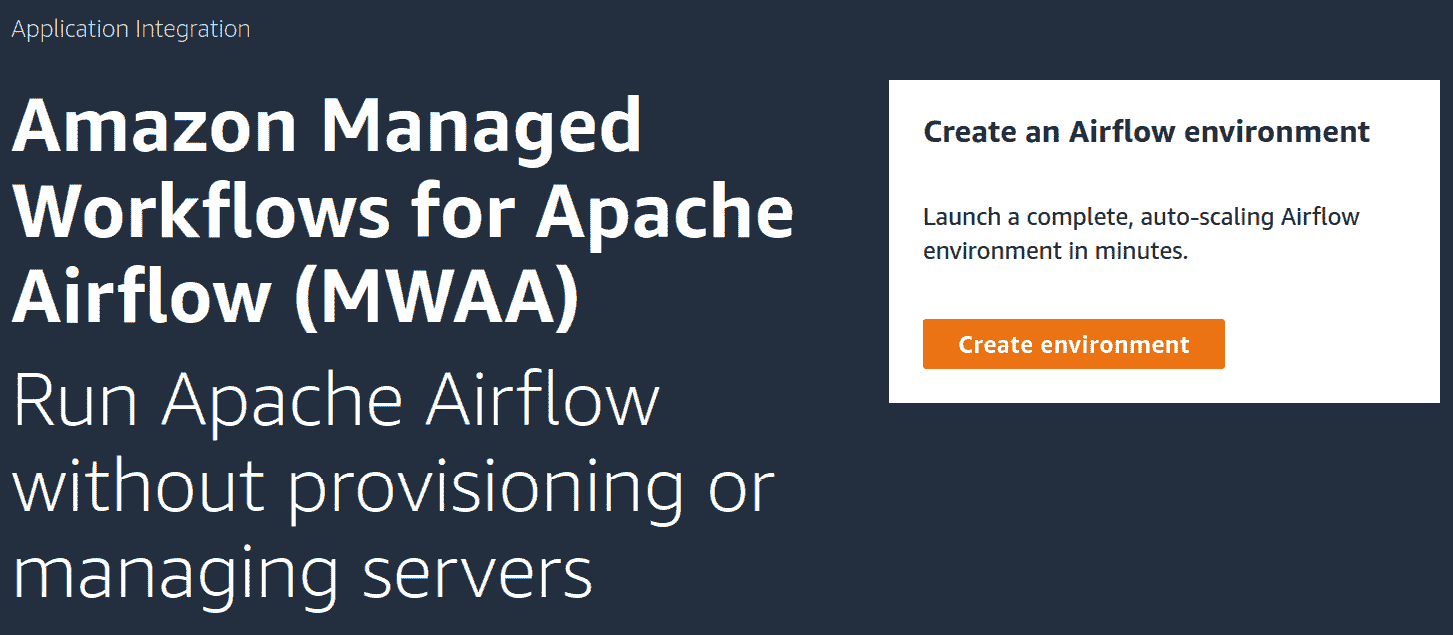 Application Integration
Amazon Managed
Workflows for Apache
Airflow (MWAA)
Run Apache Airflow
without provisioning or
managing servers
Create an Airflow environment
Launch a complete, auto-scaling Airflow
environment in minutes.
Create environment